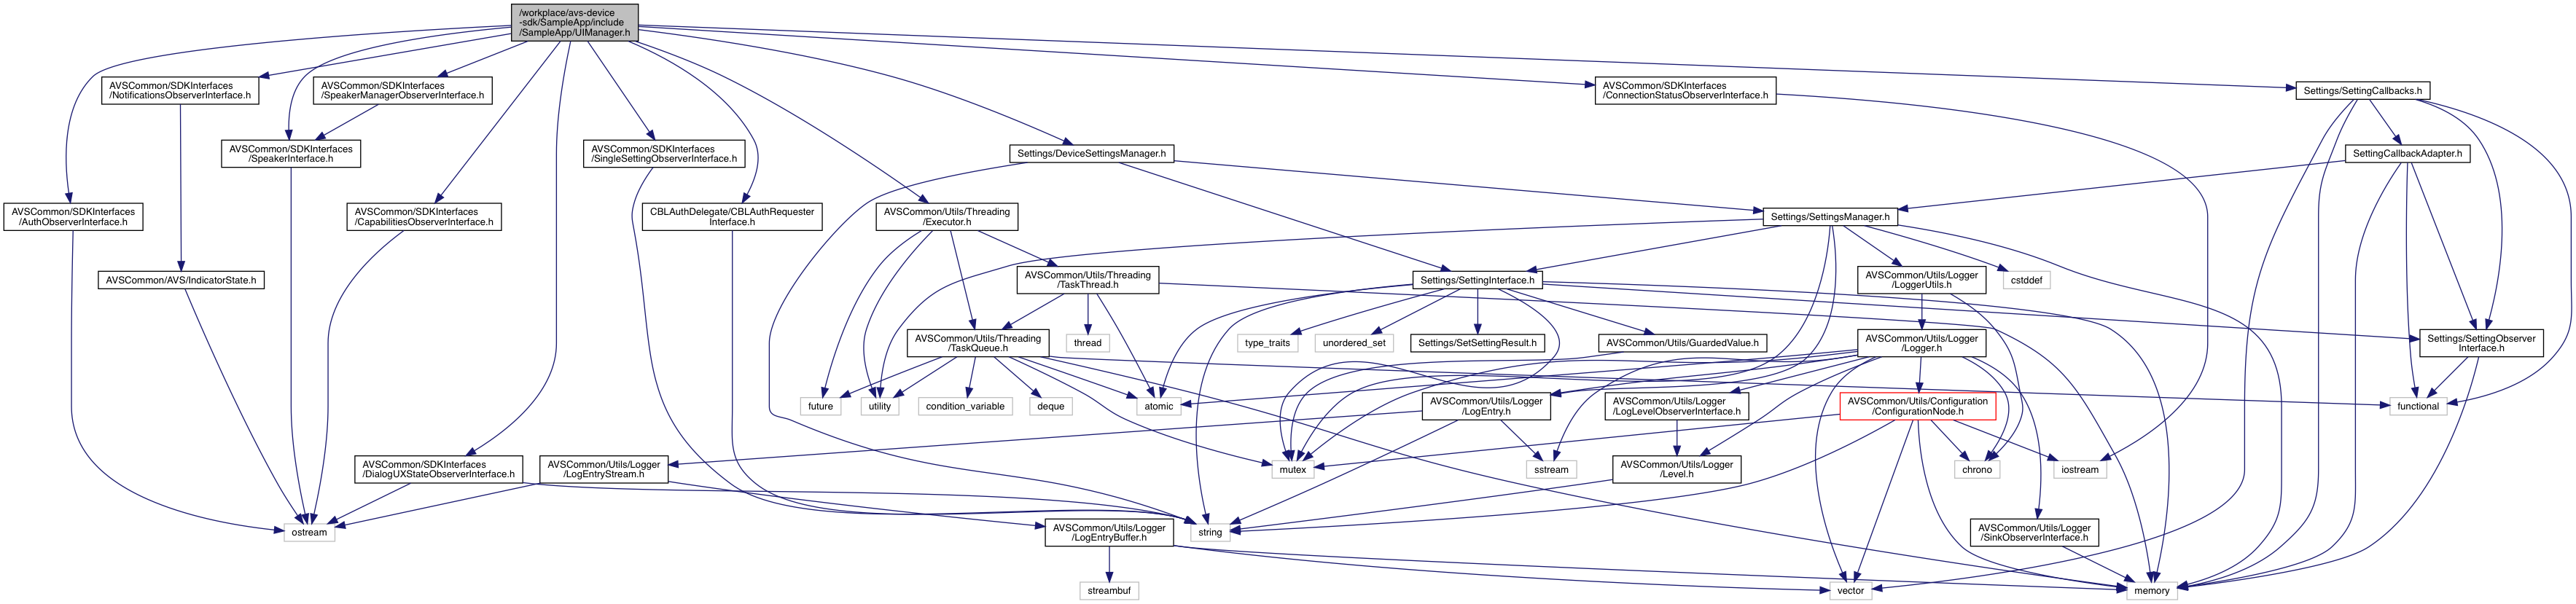 /workplace/avs-device
-sdk/SampleApp/include
/SampleApp/UIManager.h
AVSCommon/SDKInterfaces
/NotificationsObserverInterface.h
AVSCommon/SDKInterfaces
/SpeakerManagerObserverInterface.h
AVSCommon/SDKInterfaces
/ConnectionStatusObserverInterface.h
Settings/SettingCallbacks.h
AVSCommon/SDKInterfaces
/SpeakerInterface.h
AVSCommon/SDKInterfaces
/SingleSettingObserverInterface.h
Settings/DeviceSettingsManager.h
SettingCallbackAdapter.h
AVSCommon/SDKInterfaces
/AuthObserverInterface.h
AVSCommon/SDKInterfaces
/CapabilitiesObserverInterface.h
CBLAuthDelegate/CBLAuthRequester
Interface.h
AVSCommon/Utils/Threading
/Executor.h
Settings/SettingsManager.h
AVSCommon/AVS/IndicatorState.h
AVSCommon/Utils/Threading
/TaskThread.h
Settings/SettingInterface.h
AVSCommon/Utils/Logger
/LoggerUtils.h
cstddef
AVSCommon/Utils/Threading
/TaskQueue.h
thread
type_traits
unordered_set
Settings/SetSettingResult.h
AVSCommon/Utils/GuardedValue.h
AVSCommon/Utils/Logger
/Logger.h
Settings/SettingObserver
Interface.h
future
utility
condition_variable
deque
atomic
AVSCommon/Utils/Logger
/LogEntry.h
AVSCommon/Utils/Logger
/LogLevelObserverInterface.h
AVSCommon/Utils/Configuration
/ConfigurationNode.h
functional
AVSCommon/SDKInterfaces
/DialogUXStateObserverInterface.h
AVSCommon/Utils/Logger
/LogEntryStream.h
mutex
sstream
AVSCommon/Utils/Logger
/Level.h
chrono
iostream
ostream
AVSCommon/Utils/Logger
/LogEntryBuffer.h
string
AVSCommon/Utils/Logger
/SinkObserverInterface.h
streambuf
vector
memory